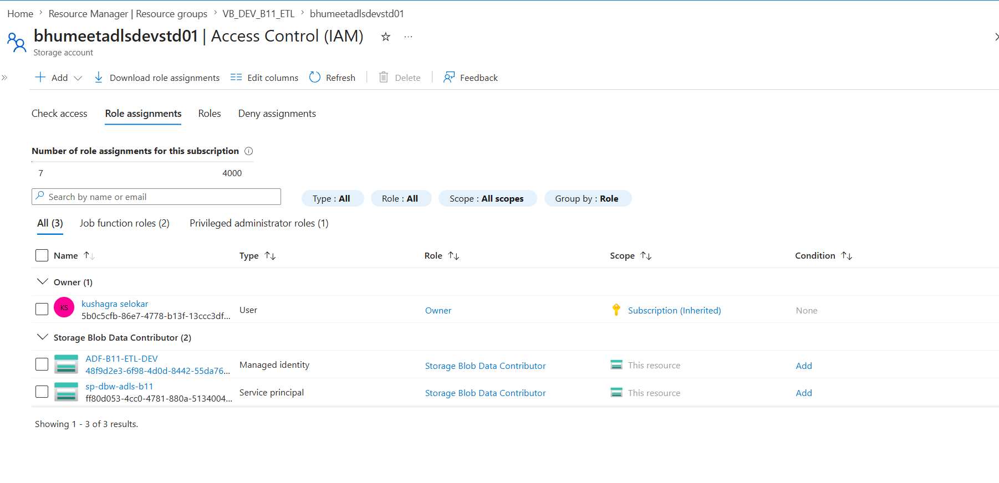 Home > Resource Manager | Resource groups > VB_DEV_B11_ETL > bhumeetadlsdevstd01
bhumeetadlsdevstd01 | Access Control (IAM) ☆ ...
Storage account
Add Download role assignments Edit columns Refresh Delete Feedback
Check access Role assignments Roles Deny assignments
Number of role assignments for this subscription
7 4000
Search by name or email Type : All Role : All Scope : All scopes Group by : Role
All (3) Job function roles (2) Privileged administrator roles (1)
Name Type Role Scope Condition
Owner (1)
KS kushagra selokar User Owner Subscription (Inherited) None
5b0c5cfb-86e7-4778-b13f-13ccc3df...
Storage Blob Data Contributor (2)
ADF-B11-ETL-DEV Managed identity Storage Blob Data Contributor This resource Add
48f9d2e3-6f98-4d0d-8442-55da76...
sp-dbw-adls-b11 Service principal Storage Blob Data Contributor This resource Add
ff80d053-4cc0-4781-880a-5134004...
Showing 1 - 3 of 3 results.